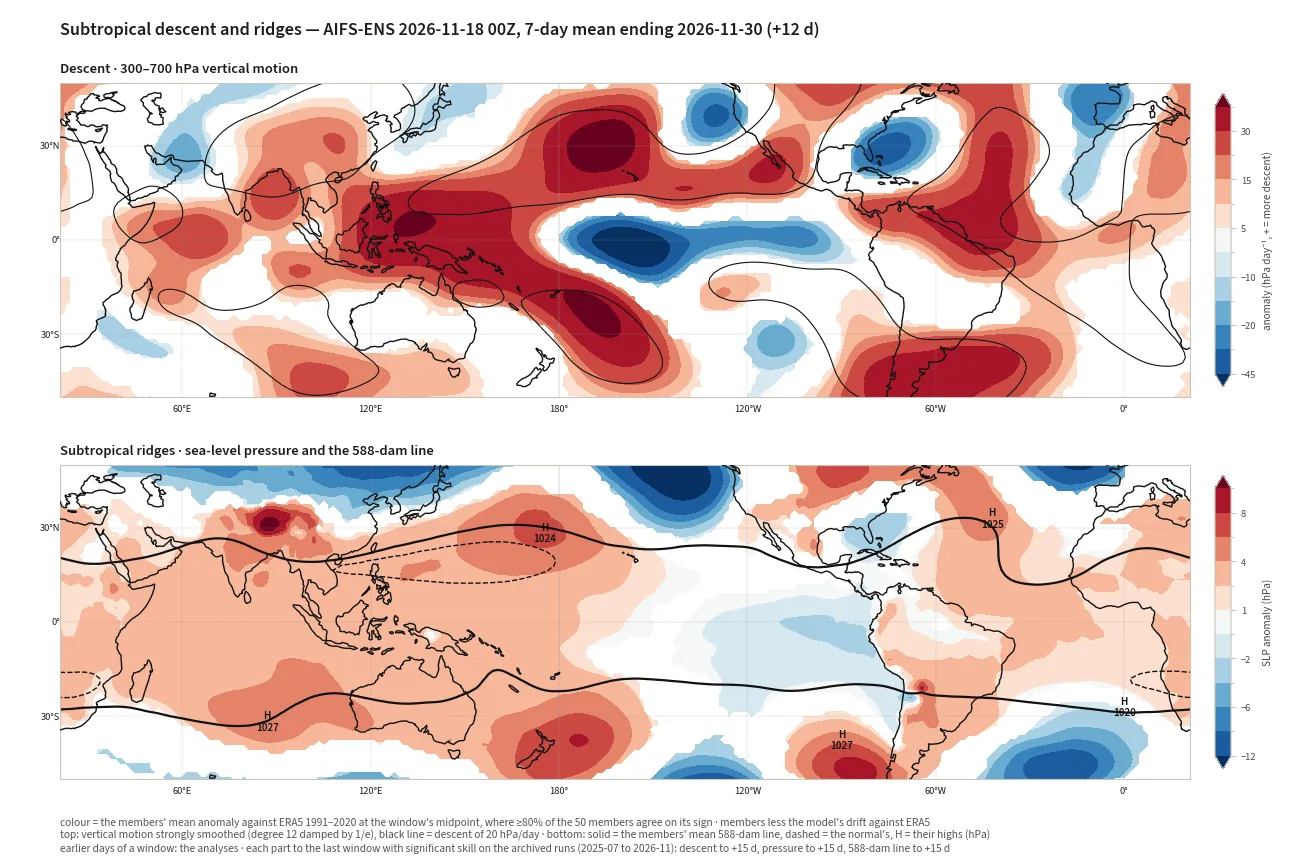 Subtropical descent and ridges — AIFS-ENS 2026-11-18 00Z, 7-day mean ending 2026-11-30 (+12 d)
Descent · 300–700 hPa vertical motion
30°N
0°
30°S
60°E
120°E
180°
120°W
60°W
0°
30
15
5
−10
−20
−45
anomaly (hPa day⁻¹, + = more descent)
Subtropical ridges · sea-level pressure and the 588-dam line
30°N
0°
30°S
H
1024
H
1025
H
1027
H
1027
H
1020
60°E
120°E
180°
120°W
60°W
0°
8
4
1
−2
−6
−12
SLP anomaly (hPa)
colour = the members' mean anomaly against ERA5 1991–2020 at the window's midpoint, where ≥80% of the 50 members agree on its sign · members less the model's drift against ERA5
top: vertical motion strongly smoothed (degree 12 damped by 1/e), black line = descent of 20 hPa/day · bottom: solid = the members' mean 588-dam line, dashed = the normal's, H = their highs (hPa)
earlier days of a window: the analyses · each part to the last window with significant skill on the archived runs (2025-07 to 2026-11): descent to +15 d, pressure to +15 d, 588-dam line to +15 d